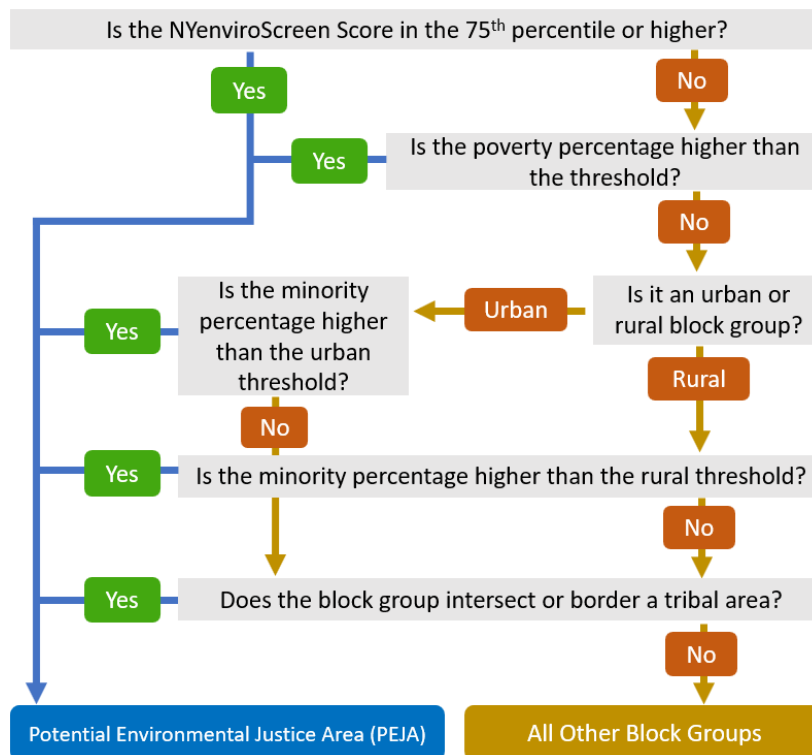 Is the NYenviroScreen Score in the 75th percentile or higher?
Yes
No
Yes
Is the poverty percentage higher than
the threshold?
No
Is the minority
percentage higher
than the urban
threshold?
Urban
Is it an urban or
rural block group?
Yes
Rural
No
Yes
Is the minority percentage higher than the rural threshold?
No
Yes
Does the block group intersect or border a tribal area?
No
Potential Environmental Justice Area (PEJA)
All Other Block Groups